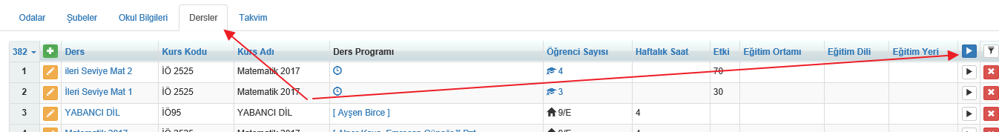 Odalar Şubeler Okul Bilgileri Dersler Takvim
382 Ders Kurs Kodu Kurs Adı Ders Programı Öğrenci Sayısı Haftalık Saat Etki Eğitim Ortamı Eğitim Dili Eğitim Yeri
1 ileri Seviye Mat 2 İÖ 2525 Matematik 2017 4 70
2 İleri Seviye Mat 1 İÖ 2525 Matematik 2017 3 30
3 YABANCI DİL İÖ95 YABANCI DİL [ Ayşen Birce ] 9/E 4
Matematik 2017 İÖ 2525 Matematik 2017 9/E 4